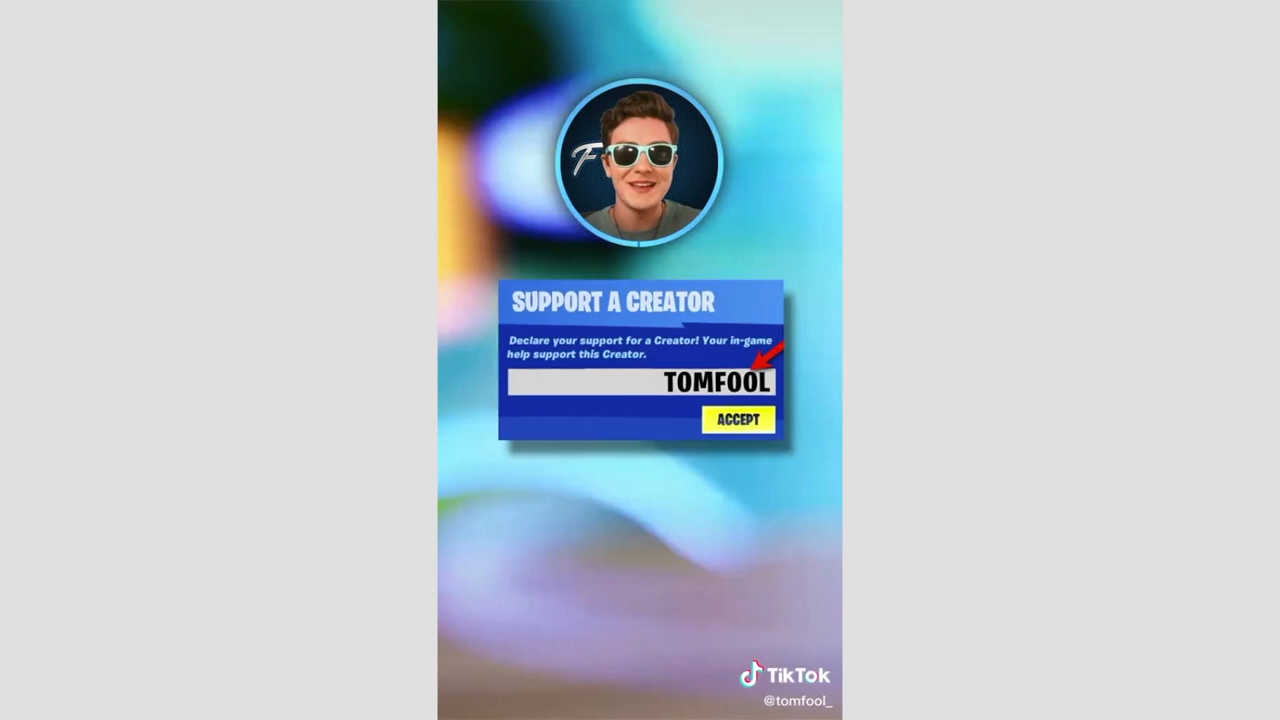 F
SUPPORT A CREATOR
Declare your support for a Creator! Your in-game
help support this Creator.
TOMFOOL
ACCEPT
TikTok
@tomfool_